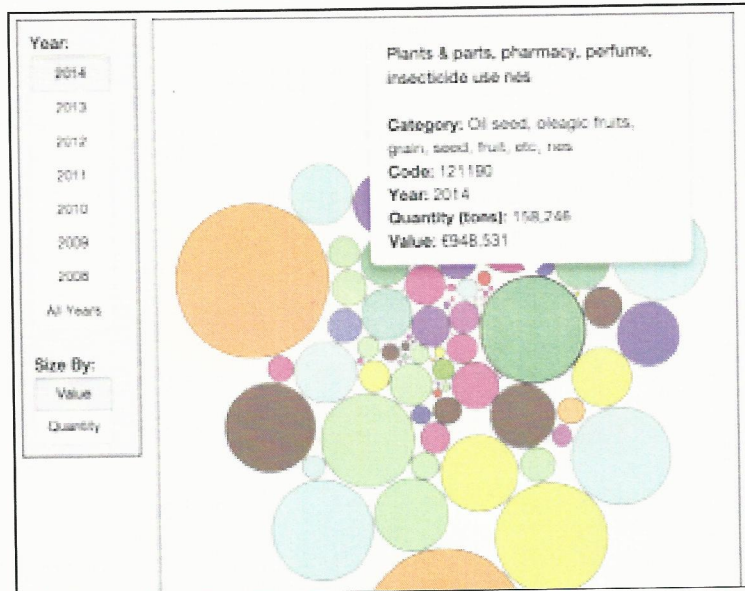 Year:
2014
2013
2012
2011
2010
2009
2008
All Years
Size By:
Value
Quantity
Plants & parts, pharmacy, perfume,
insecticide use nes
Category: Oil seed, oleagic fruits,
grain, seed, fruit, etc, nes
Code: 121190
Year: 2014
Quantity (tons): 158,246
Value: €948,531